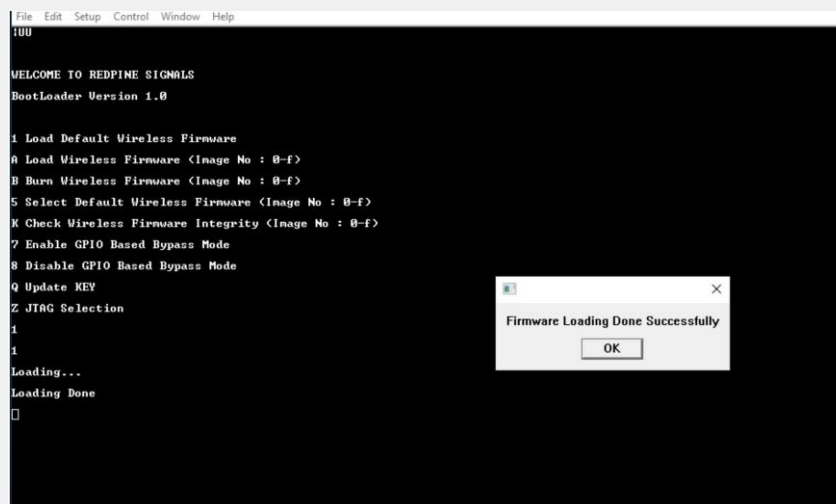 File Edit Setup Control Window Help
!UU
WELCOME TO REDPINE SIGNALS
BootLoader Version 1.0
1 Load Default Wireless Firmware
A Load Wireless Firmware (Image No : 0-f)
B Burn Wireless Firmware (Image No : 0-f)
5 Select Default Wireless Firmware (Image No : 0-f)
K Check Wireless Firmware Integrity (Image No : 0-f)
7 Enable GPIO Based Bypass Mode
8 Disable GPIO Based Bypass Mode
Q Update KEY
Z JTAG Selection
1
1
Loading...
Loading Done
Firmware Loading Done Successfully
OK